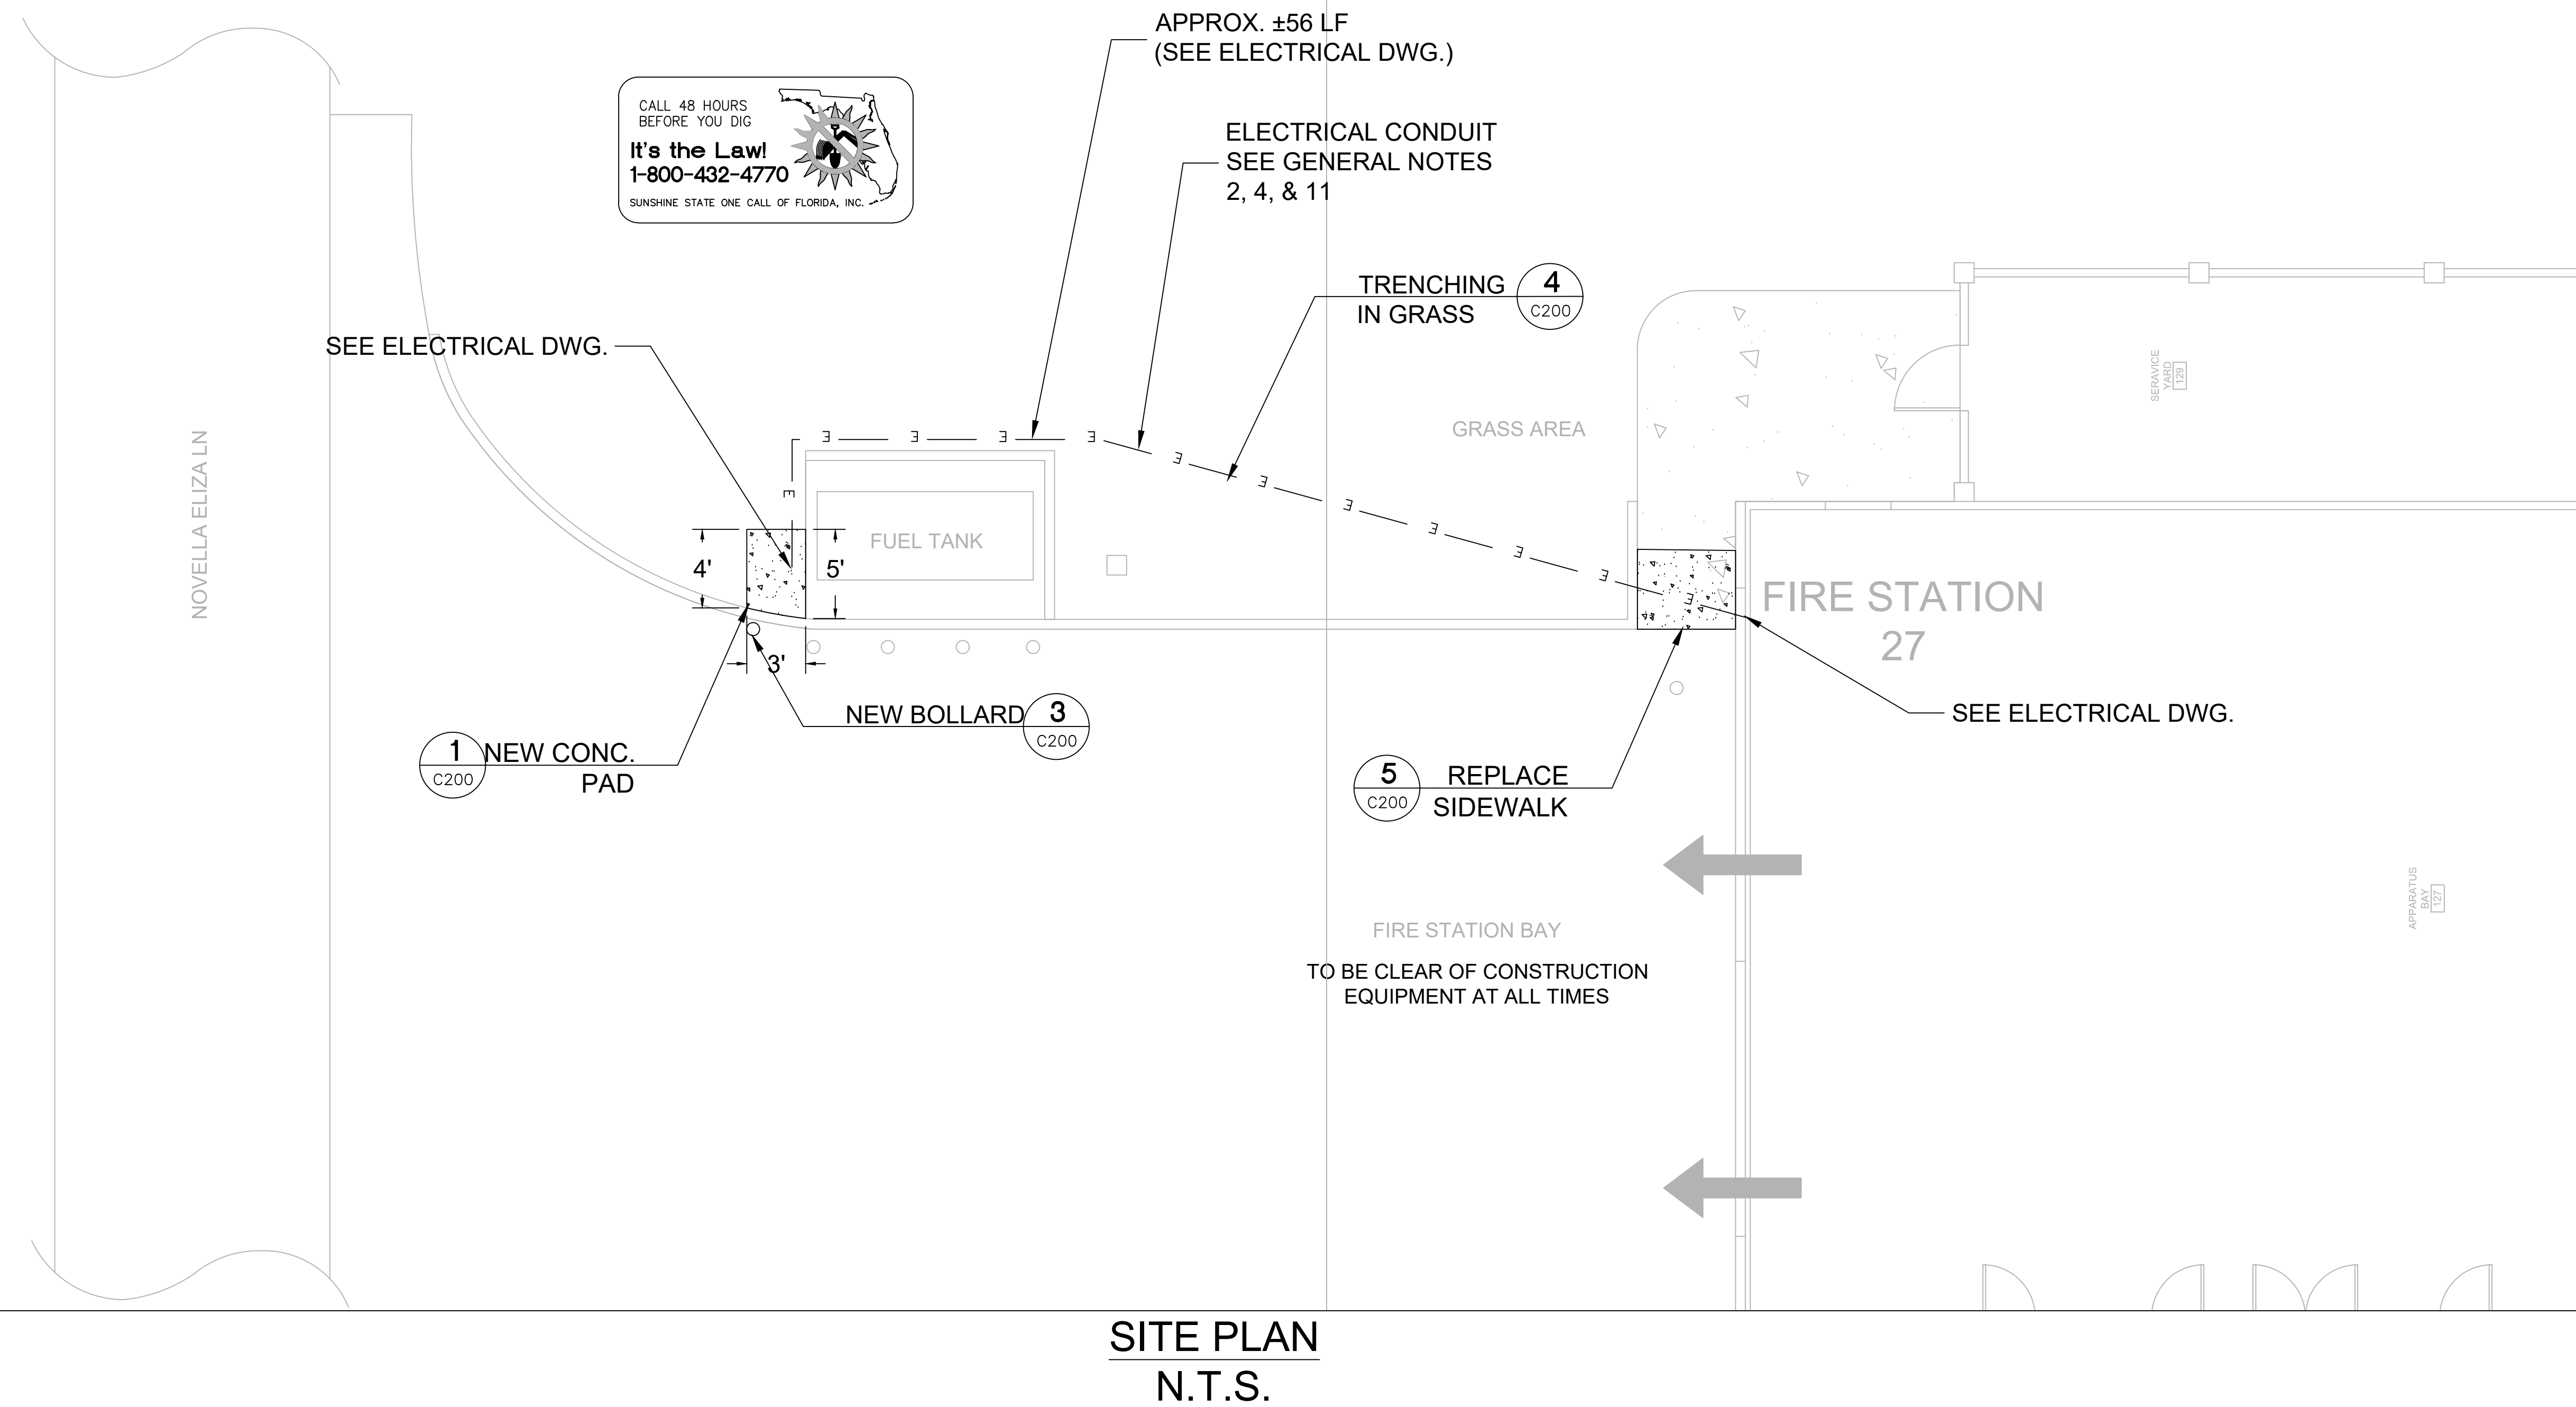 APPROX. ±56 LF
(SEE ELECTRICAL DWG.)
CALL 48 HOURS
BEFORE YOU DIG
It's the Law!
1-800-432-4770
SUNSHINE STATE ONE CALL OF FLORIDA, INC.
ELECTRICAL CONDUIT
SEE GENERAL NOTES
2, 4, & 11
TRENCHING
IN GRASS
4
C200
SEE ELECTRICAL DWG.
SERAVICE
YARD
129
GRASS AREA
E E E E E E E E E E E E
NOVELLA ELIZA LN
FUEL TANK
4'
5'
3'
FIRE STATION
27
NEW BOLLARD
3
C200
SEE ELECTRICAL DWG.
1
C200
NEW CONC.
PAD
5
C200
REPLACE
SIDEWALK
APPARATUS
BAY
127
FIRE STATION BAY
TO BE CLEAR OF CONSTRUCTION
EQUIPMENT AT ALL TIMES
SITE PLAN
N.T.S.